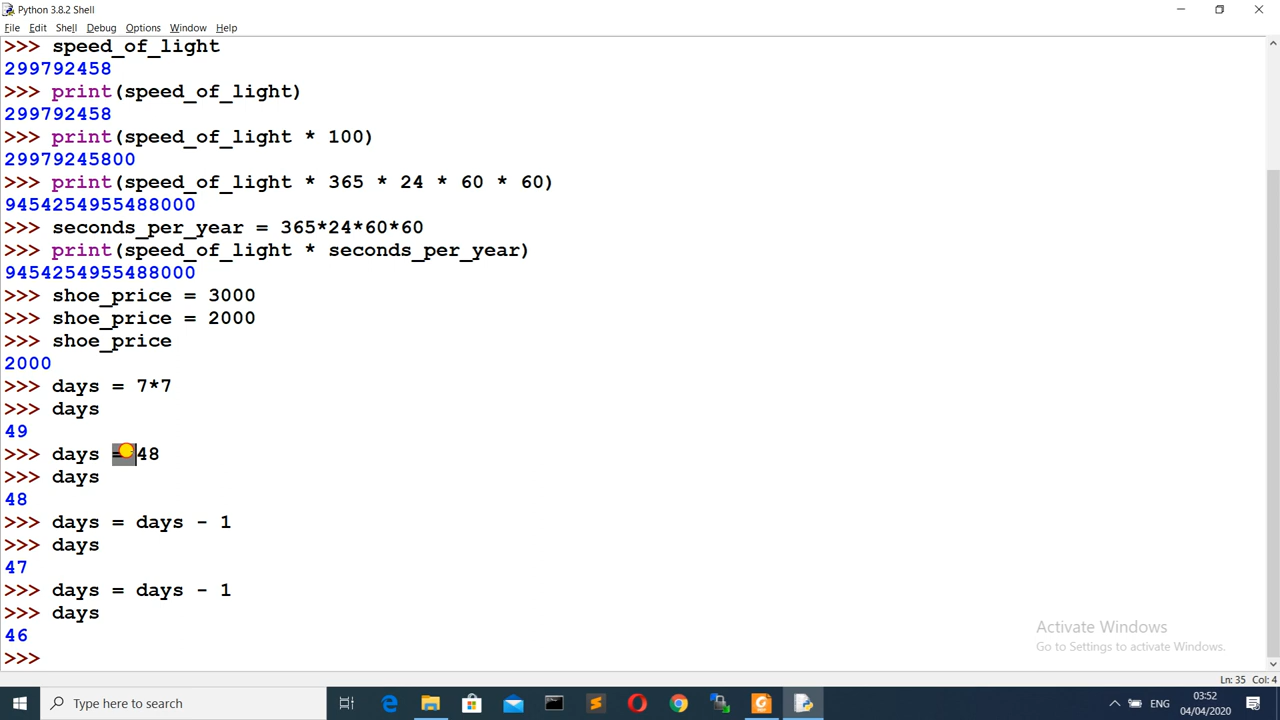 Python 3.8.2 Shell
File Edit Shell Debug Options Window Help
>>> speed_of_light
299792458
>>> print(speed_of_light)
299792458
>>> print(speed_of_light * 100)
29979245800
>>> print(speed_of_light * 365 * 24 * 60 * 60)
9454254955488000
>>> seconds_per_year = 365*24*60*60
>>> print(speed_of_light * seconds_per_year)
9454254955488000
>>> shoe_price = 3000
>>> shoe_price = 2000
>>> shoe_price
2000
>>> days = 7*7
>>> days
49
>>> days = 48
>>> days
48
>>> days = days - 1
>>> days
47
>>> days = days - 1
>>> days
46
>>>
Activate Windows
Go to Settings to activate Windows.
Ln: 35 Col: 4
Type here to search
ENG
03:52
04/04/2020